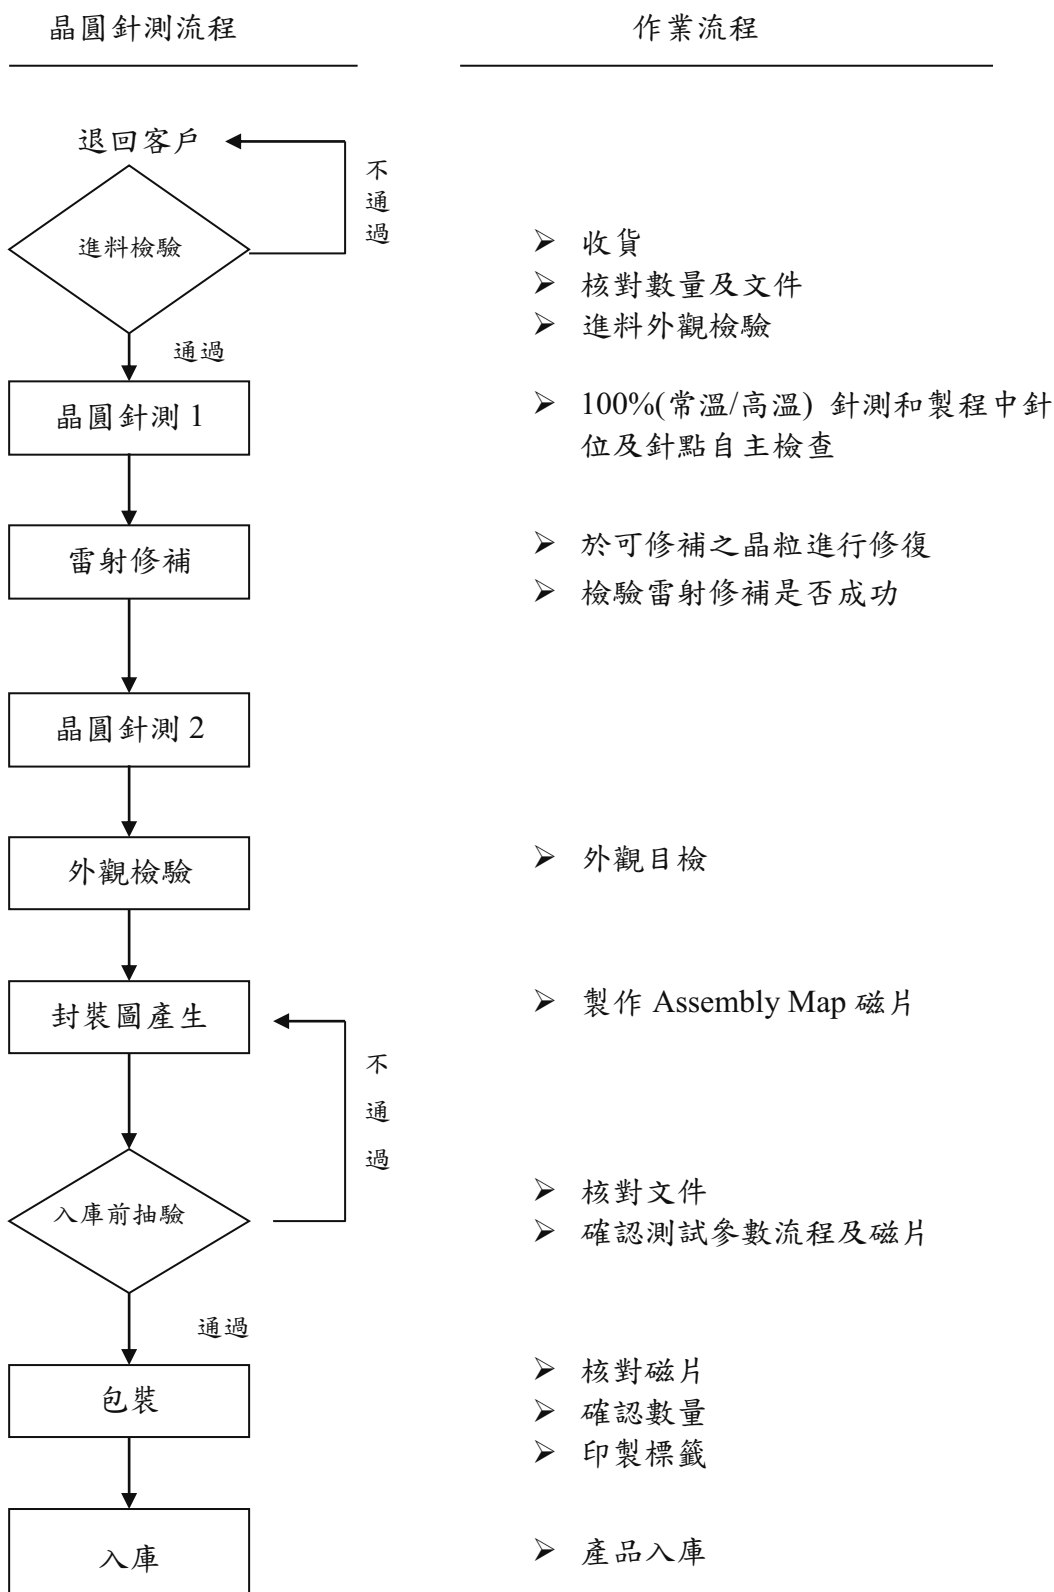 晶圓針測流程
作業流程
退回客戶
不通過
進料檢驗
➢ 收貨
➢ 核對數量及文件
➢ 進料外觀檢驗
通過
晶圓針測 1
➢ 100%(常溫/高溫) 針測和製程中針
位及針點自主檢查
雷射修補
➢ 於可修補之晶粒進行修復
➢ 檢驗雷射修補是否成功
晶圓針測 2
外觀檢驗
➢ 外觀目檢
封裝圖產生
➢ 製作 Assembly Map 磁片
不通過
入庫前抽驗
➢ 核對文件
➢ 確認測試參數流程及磁片
通過
包裝
➢ 核對磁片
➢ 確認數量
➢ 印製標籤
入庫
➢ 產品入庫